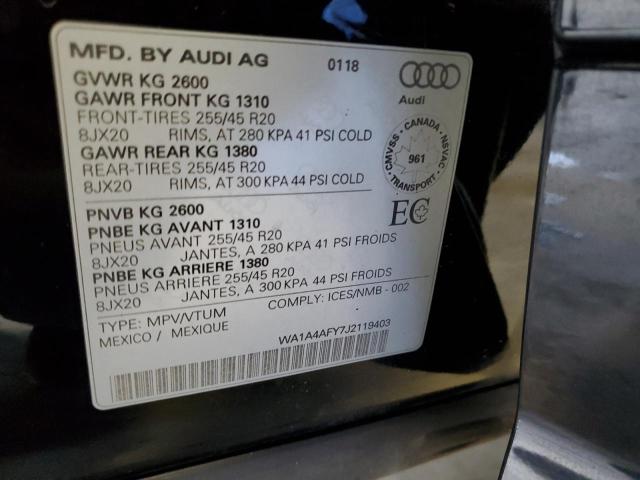 MFD. BY AUDI AG 0118
GVWR KG 2600
GAWR FRONT KG 1310
FRONT-TIRES 255/45 R20
8JX20 RIMS, AT 280 KPA 41 PSI COLD
GAWR REAR KG 1380
REAR-TIRES 255/45 R20
8JX20 RIMS, AT 300 KPA 44 PSI COLD
Audi
CMVSS - CANADA - NSVAC
961
TRANSPORT
EC
PNVB KG 2600
PNBE KG AVANT 1310
PNEUS AVANT 255/45 R20
8JX20 JANTES, A 280 KPA 41 PSI FROIDS
PNBE KG ARRIERE 1380
PNEUS ARRIERE 255/45 R20
8JX20 JANTES, A 300 KPA 44 PSI FROIDS
COMPLY: ICES/NMB - 002
TYPE: MPV/VTUM
MEXICO / MEXIQUE
WA1A4AFY7J2119403